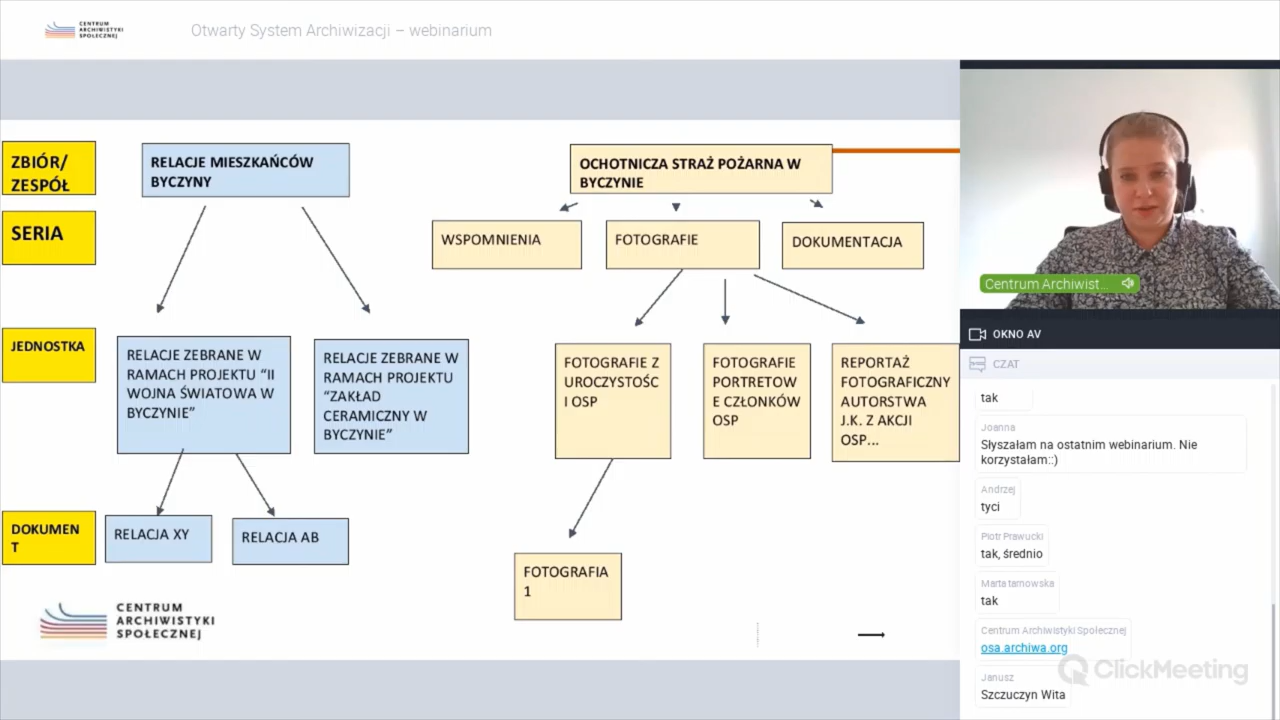 CENTRUM
ARCHIWISTYKI
SPOŁECZNEJ
Otwarty System Archiwizacji – webinarium
ZBIÓR/
ZESPÓŁ
RELACJE MIESZKAŃCÓW
BYCZYNY
OCHOTNICZA STRAŻ POŻARNA W
BYCZYNIE
SERIA
WSPOMNIENIA
FOTOGRAFIE
DOKUMENTACJA
JEDNOSTKA
RELACJE ZEBRANE W
RAMACH PROJEKTU “II
WOJNA ŚWIATOWA W
BYCZYNIE”
RELACJE ZEBRANE W
RAMACH PROJEKTU
“ZAKŁAD
CERAMICZNY W
BYCZYNIE”
FOTOGRAFIE Z
UROCZYSTOŚC
I OSP
FOTOGRAFIE
PORTRETOW
E CZŁONKÓW
OSP
REPORTAŻ
FOTOGRAFICZNY
AUTORSTWA
J.K. Z AKCJI
OSP...
DOKUMEN
T
RELACJA XY
RELACJA AB
FOTOGRAFIA
1
CENTRUM
ARCHIWISTYKI
SPOŁECZNEJ
Centrum Archiwist...
OKNO AV
CZAT
tak
Joanna
Słyszałam na ostatnim webinarium. Nie
korzystałam::)
Andrzej
tyci
Piotr Prawucki
tak, średnio
Marta tarnowska
tak
Centrum Archiwistyki Społecznej
osa.archiwa.org
ClickMeeting
Janusz
Szczuczyn Wita